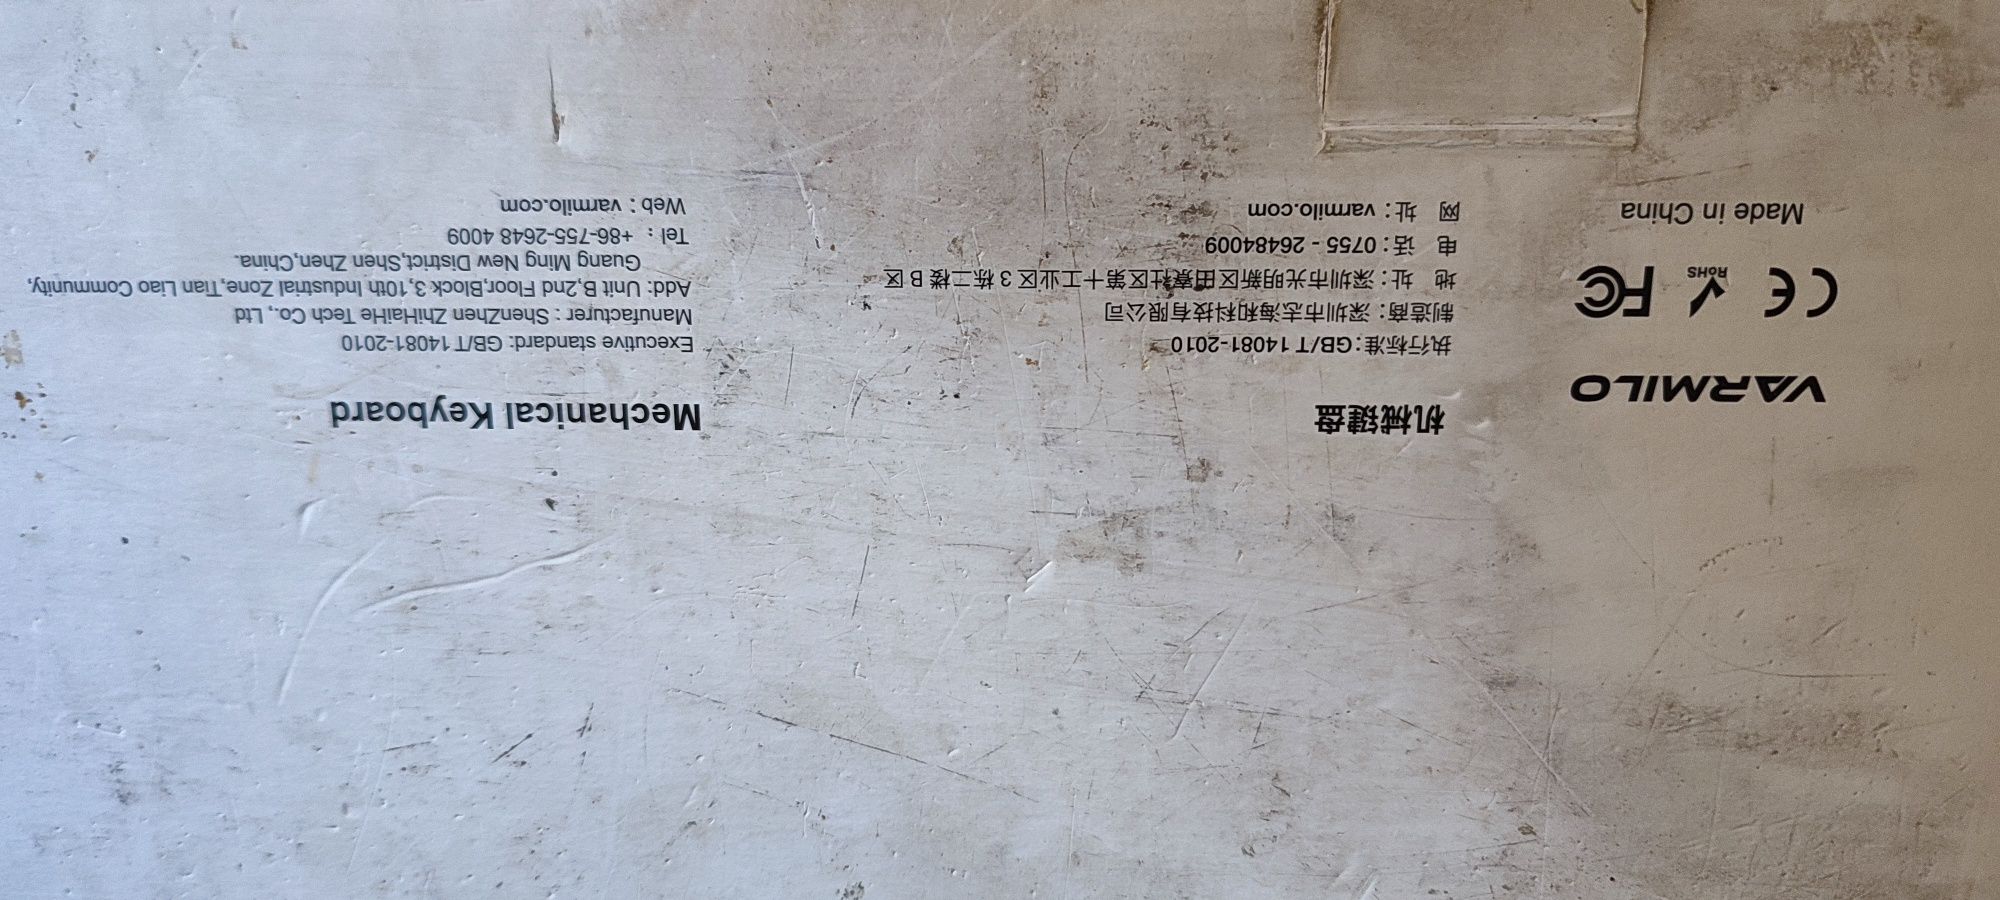 VARMILO
CE RoHS FC
Made in China
机械键盘
执行标准:GB/T 14081-2010
制造商: 深圳市志海和科技有限公司
地 址: 深圳市光明新区田寮社区第十工业区 3 栋二楼 B 区
电 话: 0755 - 26484009
网 址: varmilo.com
Mechanical Keyboard
Executive standard: GB/T 14081-2010
Manufacturer : ShenZhen ZhiHaiHe Tech Co., Ltd
Add: Unit B,2nd Floor,Block 3,10th Industrial Zone,Tian Liao Community,
Guang Ming New District,Shen Zhen,China.
Tel : +86-755-2648 4009
Web : varmilo.com